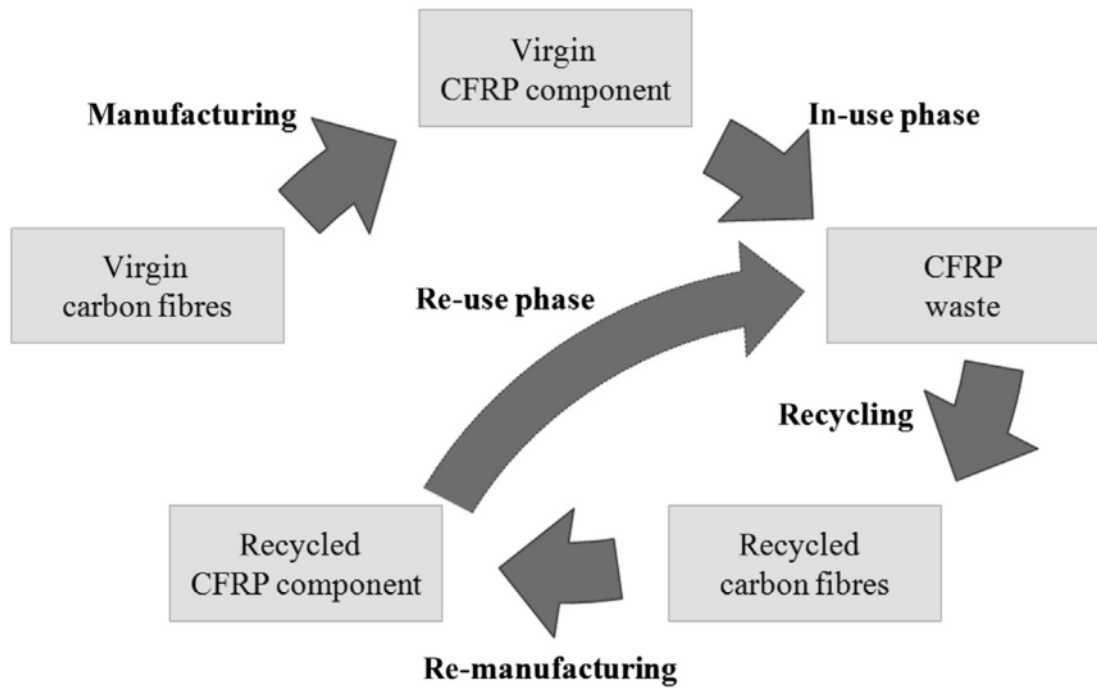 Virgin
CFRP component
Manufacturing
In-use phase
Virgin
carbon fibres
CFRP
waste
Re-use phase
Recycling
Recycled
CFRP component
Recycled
carbon fibres
Re-manufacturing